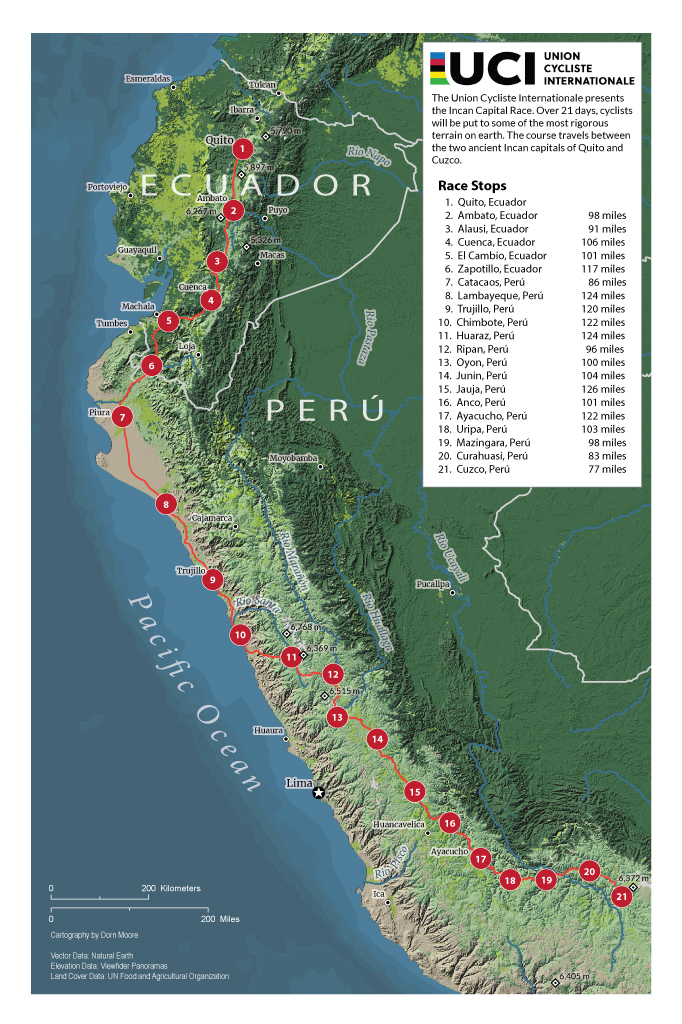 UCI
UNION
CYCLISTE
INTERNATIONALE
The Union Cycliste Internationale presents
the Incan Capital Race. Over 21 days, cyclists
will be put to some of the most rigorous
terrain on earth. The course travels between
the two ancient Incan capitals of Quito and
Cuzco.
Race Stops
1. Quito, Ecuador
2. Ambato, Ecuador 98 miles
3. Alausi, Ecuador 91 miles
4. Cuenca, Ecuador 106 miles
5. El Cambio, Ecuador 101 miles
6. Zapotillo, Ecuador 117 miles
7. Catacaos, Perú 86 miles
8. Lambayeque, Perú 124 miles
9. Trujillo, Perú 120 miles
10. Chimbote, Perú 122 miles
11. Huaraz, Perú 124 miles
12. Ripan, Perú 96 miles
13. Oyon, Perú 100 miles
14. Junin, Perú 104 miles
15. Jauja, Perú 126 miles
16. Anco, Perú 101 miles
17. Ayacucho, Perú 122 miles
18. Uripa, Perú 103 miles
19. Mazingara, Perú 98 miles
20. Curahuasi, Perú 83 miles
21. Cuzco, Perú 77 miles
Esmeraldas
Tulcan
Ibarra
5,790 m
Quito
1
Río Napo
5,897 m
ECUADOR
Portoviejo
Ambato
6,267 m
2
Puyo
5,326 m
Guayaquil
3
Macas
Cuenca
4
Machala
5
Tumbes
Río Pastaza
Loja
6
PERÚ
Piura
7
Moyobamba
8
Cajamarca
Río Marañón
Río Ucayali
Trujillo
9
Pucallpa
Río Santa
Río Huallaga
10
6,768 m
11
6,369 m
12
6,515 m
13
Pacific Ocean
Huaura
14
Lima
15
Huancavelica
16
Ayacucho
17
Río Pisco
18
19
20
6,372 m
21
Ica
6,405 m
0 200 Kilometers
0 200 Miles
Cartography by Dorn Moore
Vector Data: Natural Earth
Elevation Data: Viewfider Panoramas
Land Cover Data: UN Food and Agricultural Organization